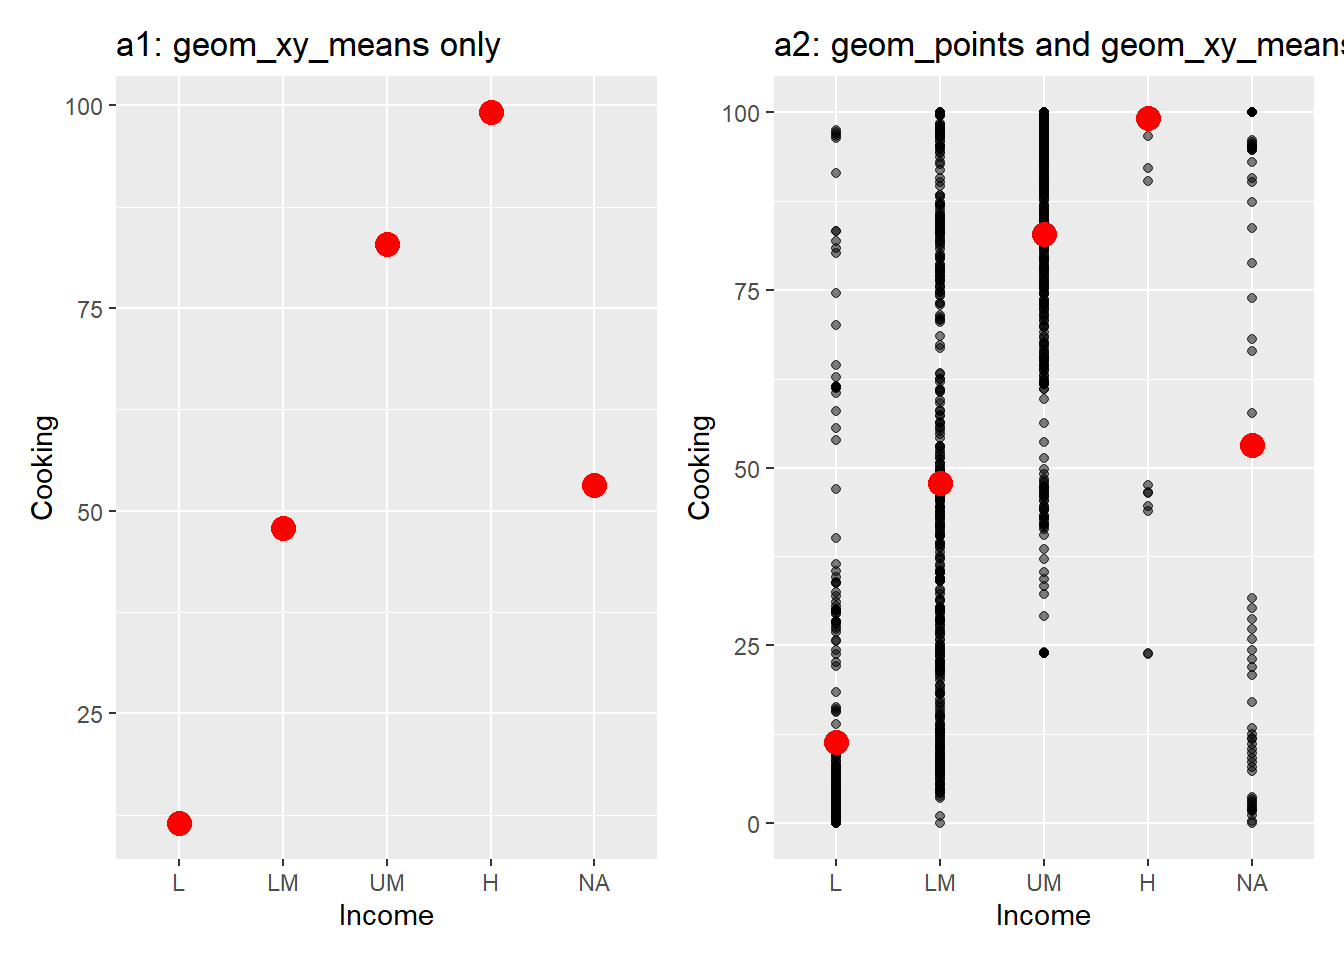 a1: geom_xy_means only
100
75
50
25
Cooking
L LM UM H NA
Income
a2: geom_points and geom_xy_means
100
75
50
25
0
Cooking
L LM UM H NA
Income